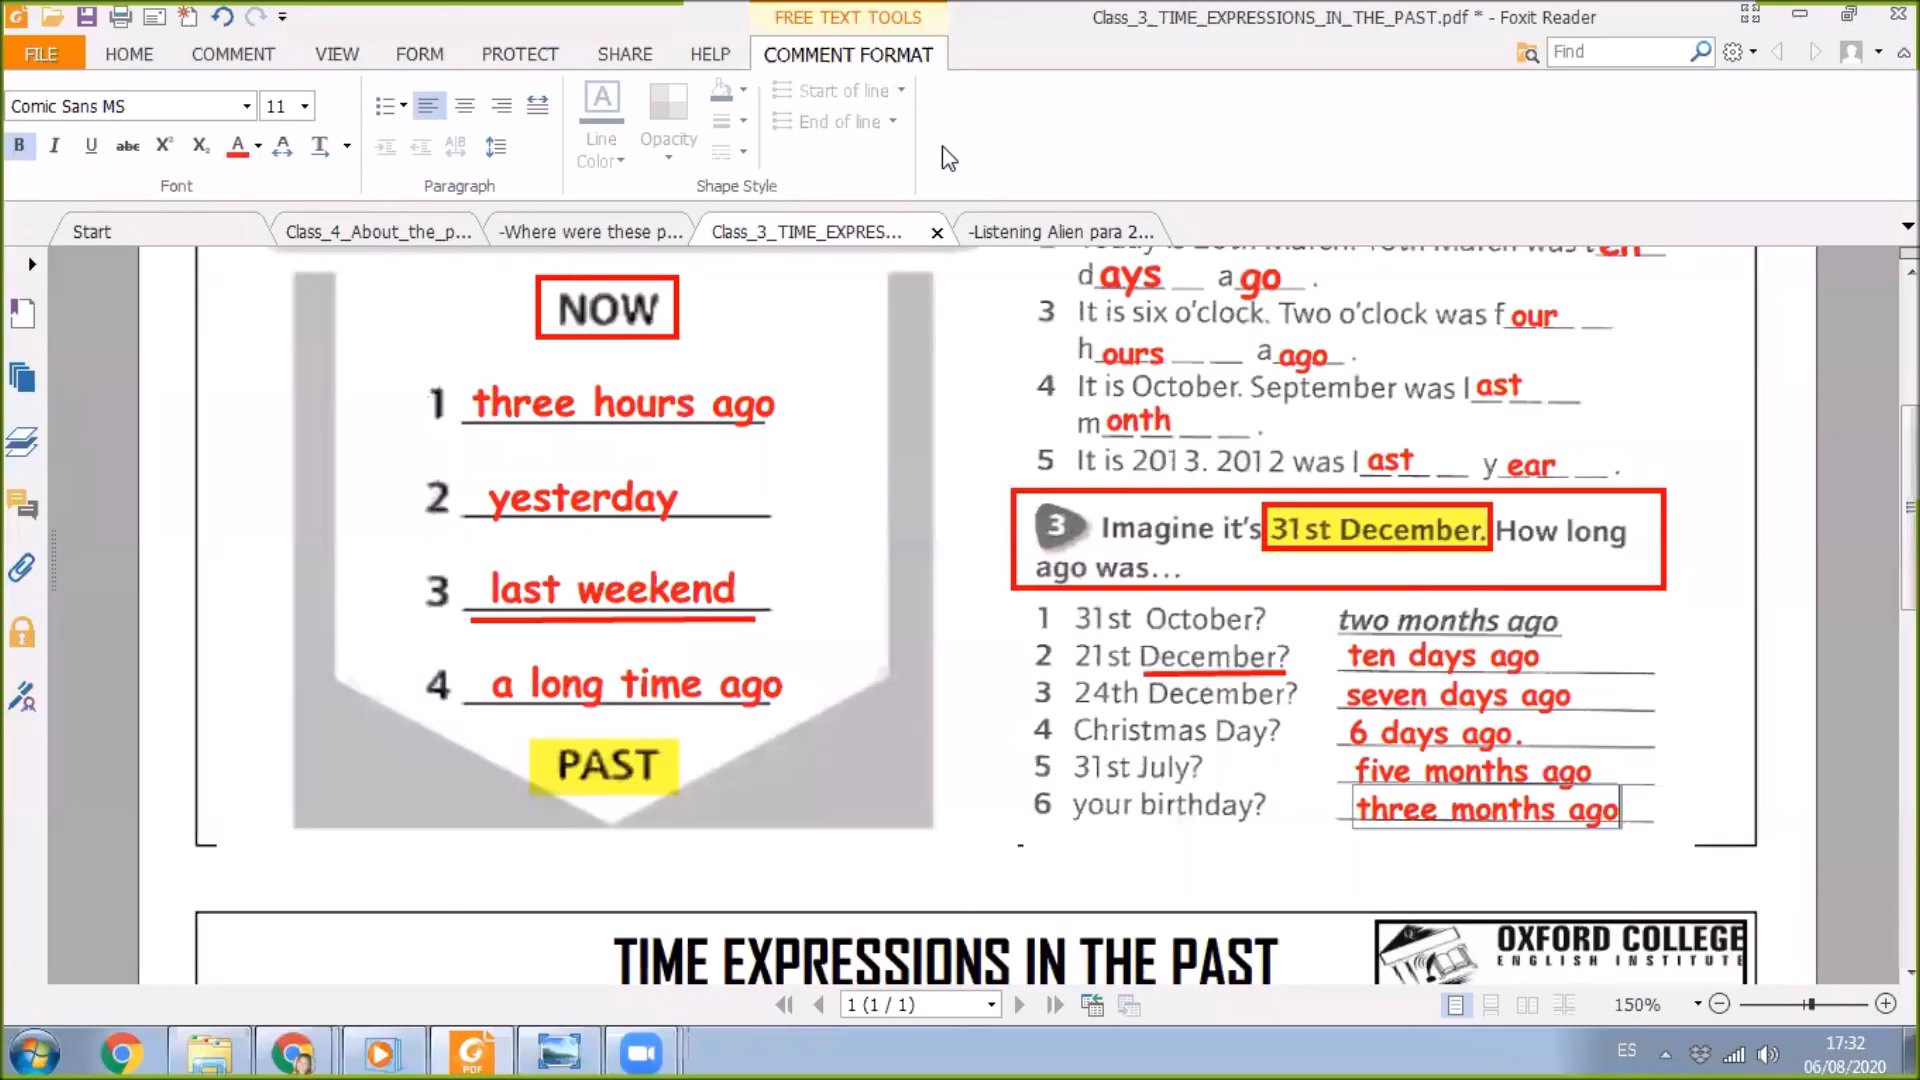 FREE TEXT TOOLS
Class_3_TIME_EXPRESSIONS_IN_THE_PAST.pdf * - Foxit Reader
FILE HOME COMMENT VIEW FORM PROTECT SHARE HELP COMMENT FORMAT
Find
Comic Sans MS 11
Start of line
End of line
B I U abc X² X₂ A A T
Line Color
Opacity
Font Paragraph Shape Style
Start Class_4_About_the_p... -Where were these p... Class_3_TIME_EXPRES... -Listening Alien para 2...
NOW
1 three hours ago
2 yesterday
3 last weekend
4 a long time ago
PAST
days ago.
3 It is six o'clock. Two o'clock was four
hours aago.
4 It is October. September was last
month.
5 It is 2013. 2012 was last year.
3 Imagine it's 31st December. How long
ago was...
1 31st October? two months ago
2 21st December? ten days ago
3 24th December? seven days ago
4 Christmas Day? 6 days ago.
5 31st July? five months ago
6 your birthday? three months ago
TIME EXPRESSIONS IN THE PAST
OXFORD COLLEGE
ENGLISH INSTITUTE
1 (1 / 1)
150%
PDF
ES
17:32
06/08/2020